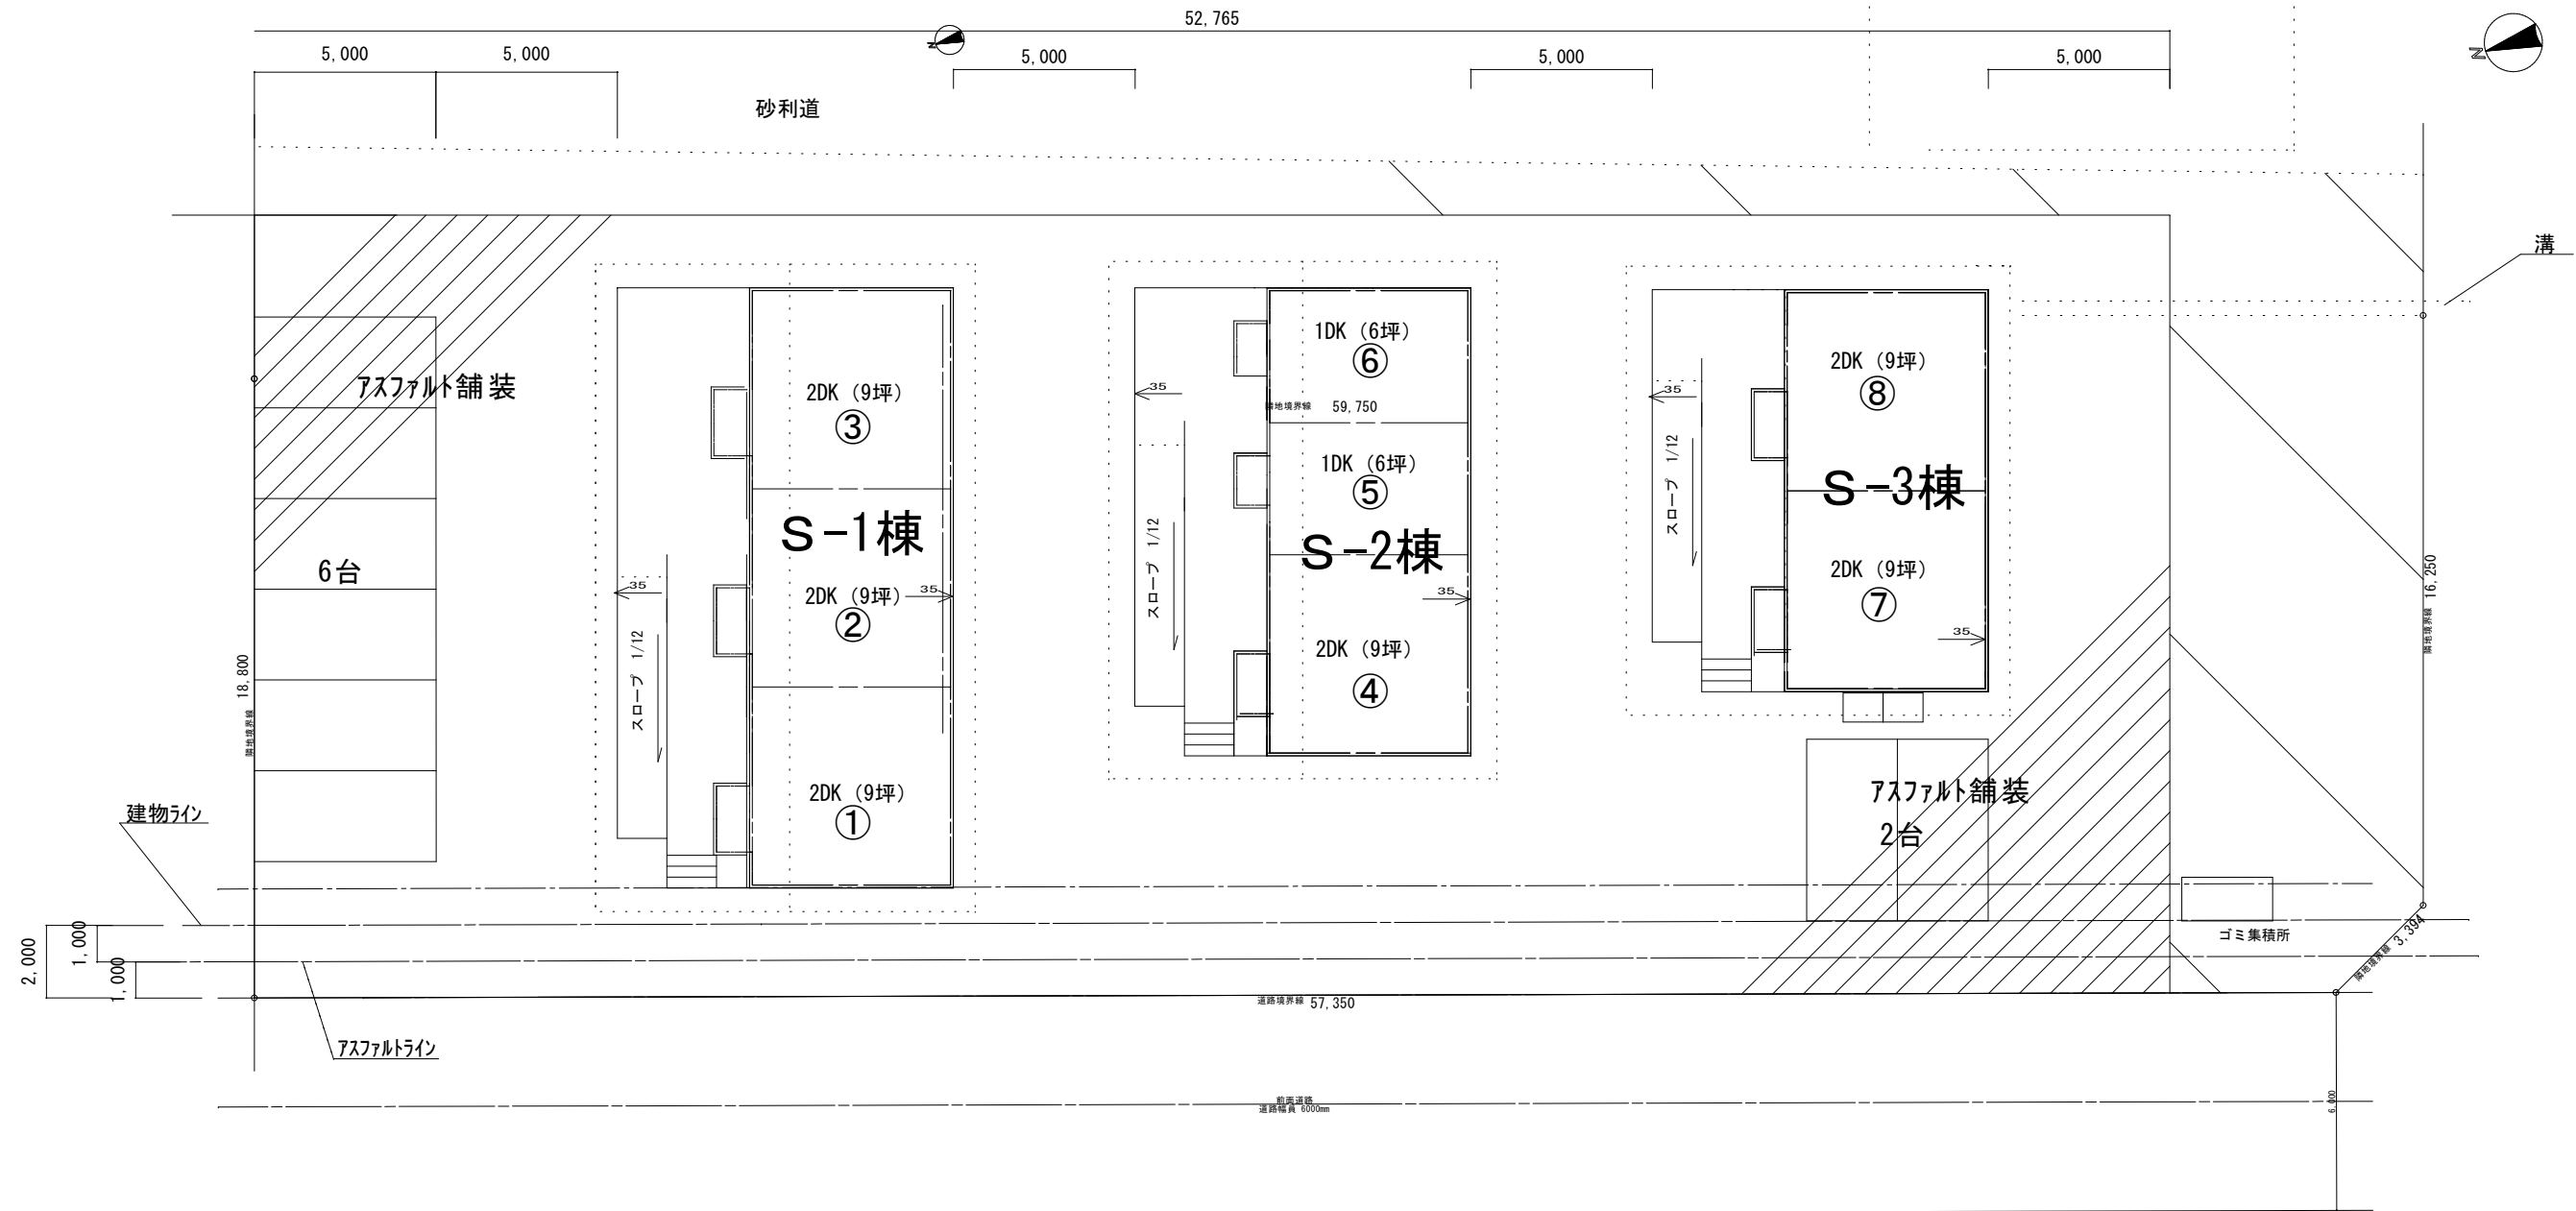 52,765
5,000
5,000
N
5,000
5,000
5,000
N
砂利道
溝
アスファルト舗装
6台
18,800
隣地境界線
2DK（9坪）
③
S-1棟
2DK（9坪）
②
35
35
スロープ 1/12
2DK（9坪）
①
1DK（6坪）
⑥
35
隣地境界線 59,750
1DK（6坪）
⑤
S-2棟
スロープ 1/12
35
2DK（9坪）
④
2DK（9坪）
⑧
35
スロープ 1/12
S-3棟
2DK（9坪）
⑦
35
隣地境界線 16,250
アスファルト舗装
2台
建物ライン
2,000
1,000
1,000
ゴミ集積所
隣地境界線 3,394
道路境界線 57,350
アスファルトライン
前面道路
道路幅員 6000mm
6,000